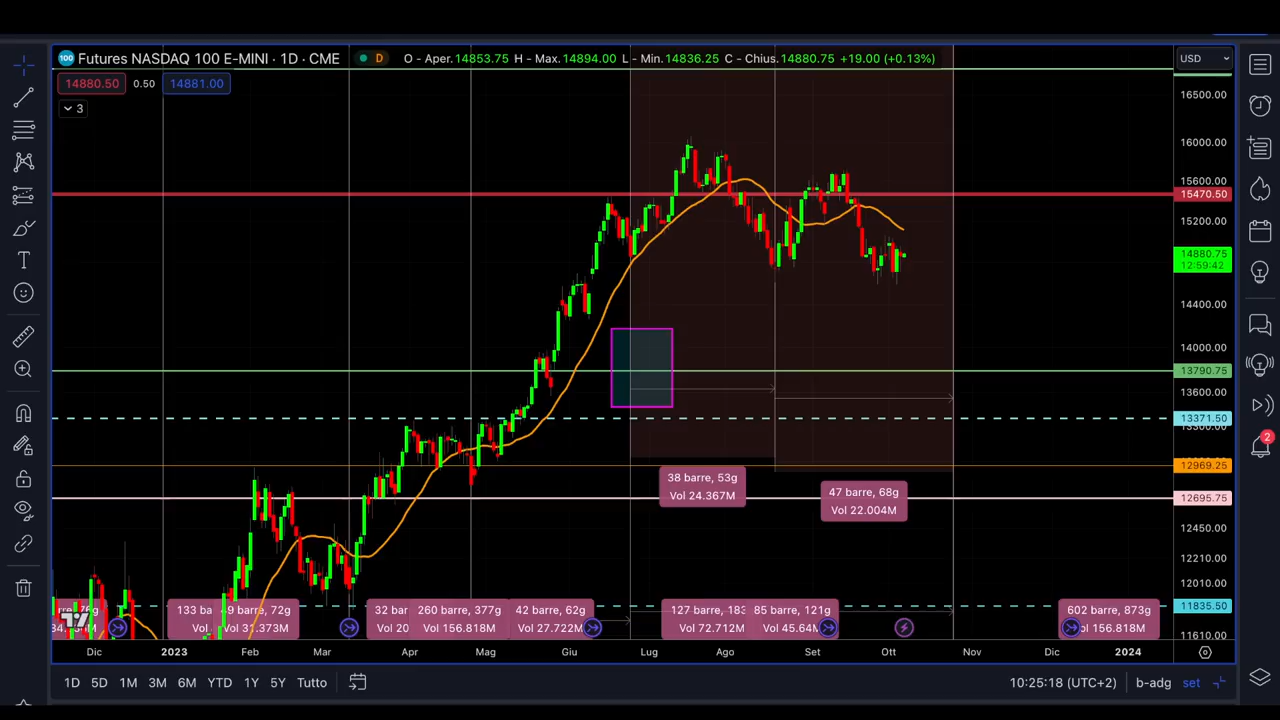 100 Futures NASDAQ 100 E-MINI · 1D · CME D O - Aper.14853.75 H - Max.14894.00 L - Min.14836.25 C - Chius.14880.75 +19.00 (+0.13%)
USD
14880.50 0.50 14881.00
3
16500.00
16000.00
15600.00
15470.50
15200.00
14880.75
12:59:42
14400.00
14000.00
13790.75
13600.00
13371.50
12969.25
12695.75
12450.00
12210.00
12010.00
11835.50
11610.00
2
38 barre, 53g
Vol 24.367M
47 barre, 68g
Vol 22.004M
133 ba
Vol
9 barre, 72g
Vol 31.373M
32 bar
Vol 20
260 barre, 377g
Vol 156.818M
42 barre, 62g
Vol 27.722M
127 barre, 183
Vol 72.712M
85 barre, 121g
Vol 45.64M
602 barre, 873g
Vol 156.818M
Dic 2023 Feb Mar Apr Mag Giu Lug Ago Set Ott Nov Dic 2024
1D 5D 1M 3M 6M YTD 1Y 5Y Tutto
10:25:18 (UTC+2) b-adg set